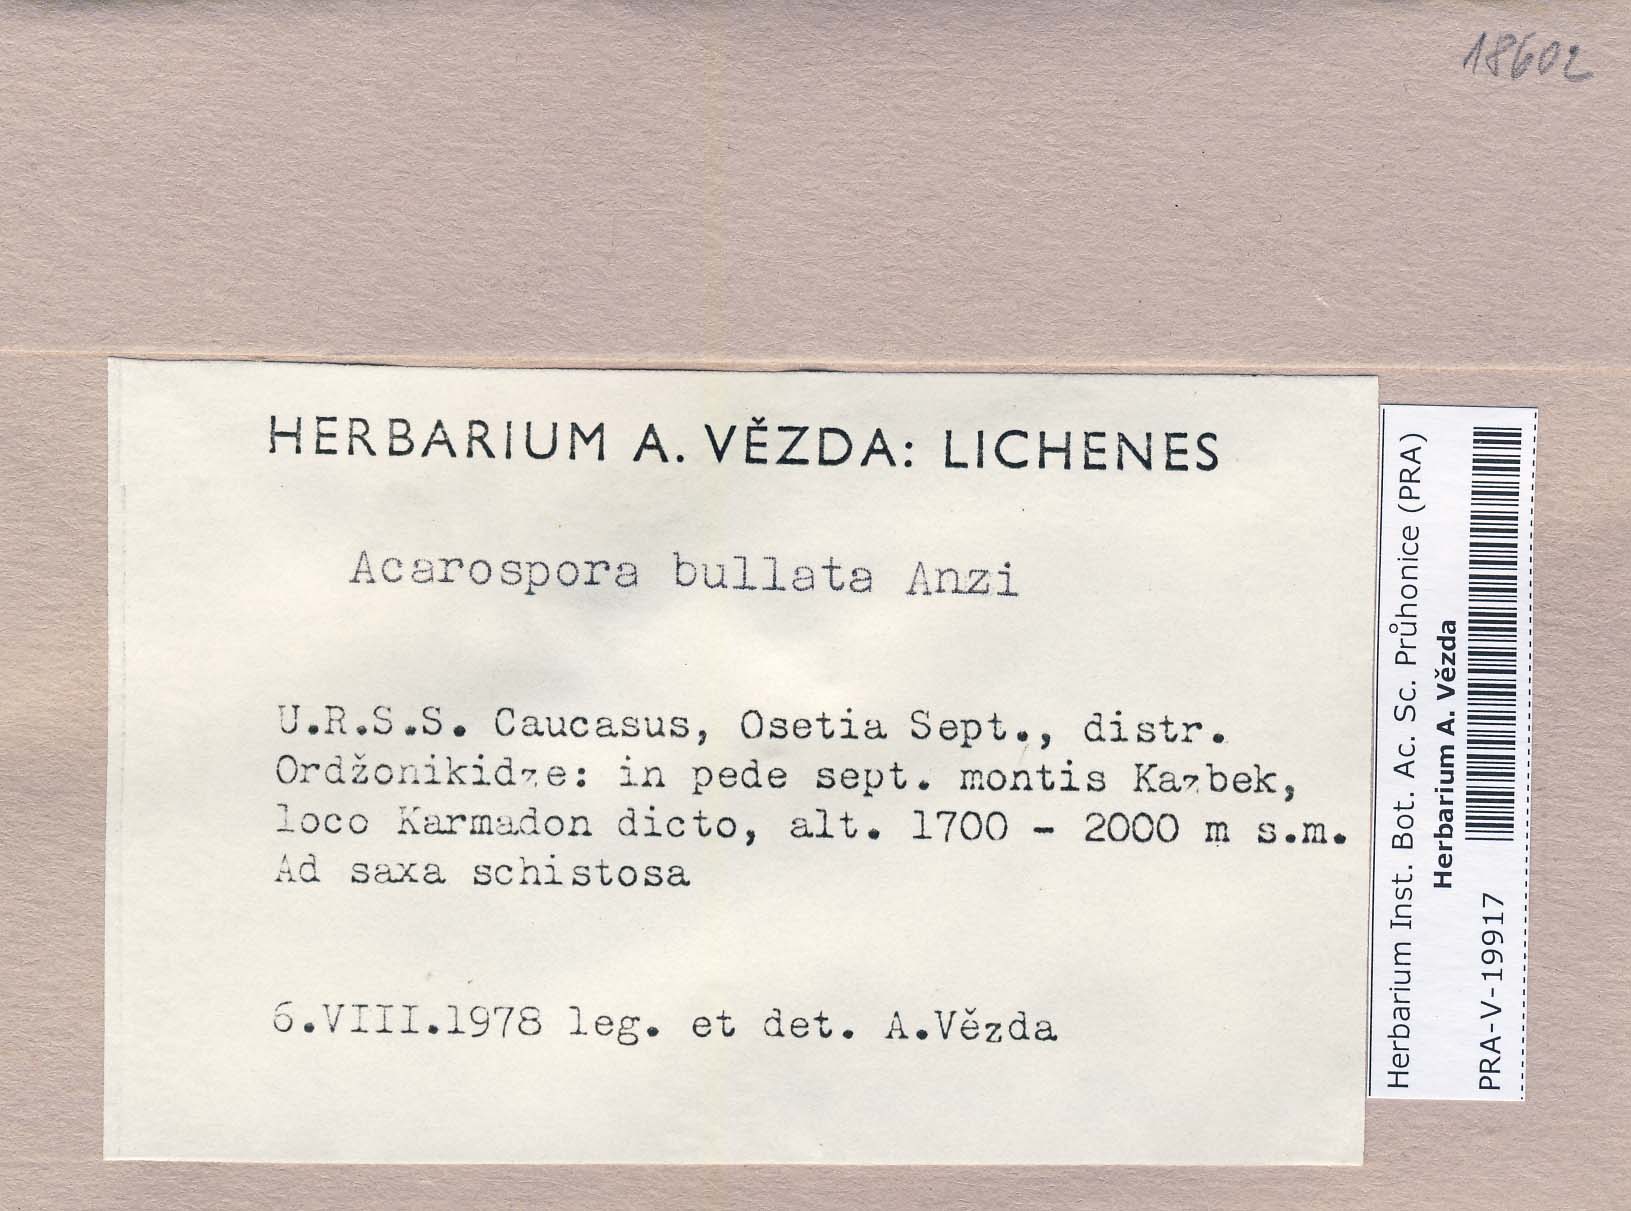 18602
HERBARIUM A. VĚZDA: LICHENES
Acarospora bullata Anzi
U.R.S.S. Caucasus, Osetia Sept., distr.
Ordžonikidze: in pede sept. montis Kazbek,
loco Karmadon dicto, alt. 1700 - 2000 m s.m.
Ad saxa schistosa
6.VIII.1978 leg. et det. A.Vězda
Herbarium Inst. Bot. Ac. Sc. Průhonice (PRA)
Herbarium A. Vězda
PRA-V-19917